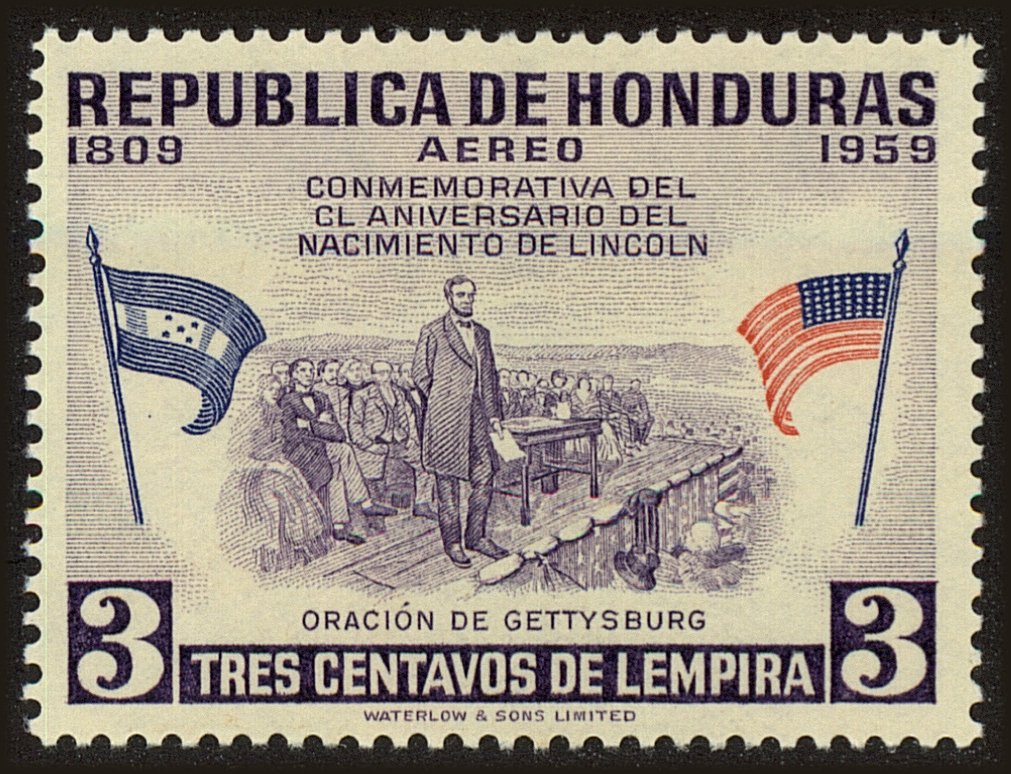 REPUBLICA DE HONDURAS
1809 AEREO 1959
CONMEMORATIVA DEL
CL ANIVERSARIO DEL
NACIMIENTO DE LINCOLN
ORACIÓN DE GETTYSBURG
3 TRES CENTAVOS DE LEMPIRA 3
WATERLOW & SONS LIMITED